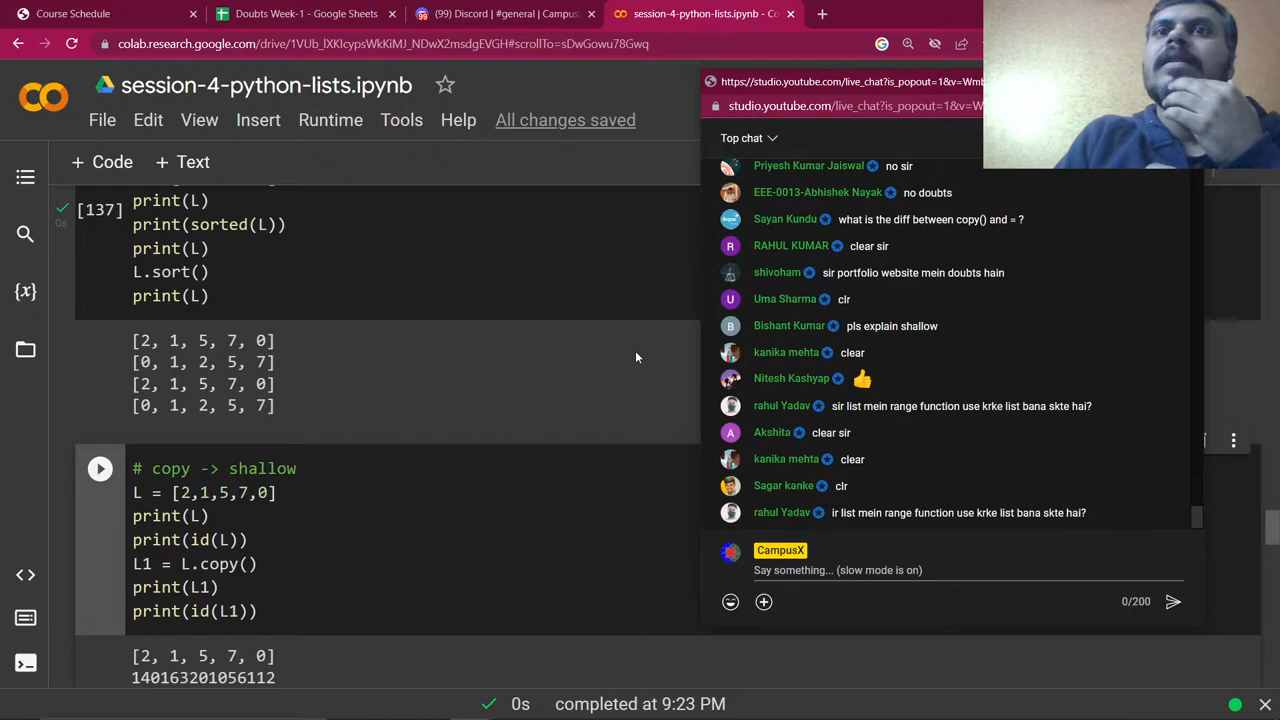 Course Schedule
Doubts Week-1 - Google Sheets
(99) Discord | #general | Campus
session-4-python-lists.ipynb - Co
colab.research.google.com/drive/1VUb_lXIcypsWkKiMJ_NDwX2msdgEVGH#scrollTo=sDwGowu78Gwq
session-4-python-lists.ipynb
File Edit View Insert Runtime Tools Help All changes saved
+ Code + Text
[137]
0s
print(L)
print(sorted(L))
print(L)
L.sort()
print(L)
[2, 1, 5, 7, 0]
[0, 1, 2, 5, 7]
[2, 1, 5, 7, 0]
[0, 1, 2, 5, 7]
# copy -> shallow
L = [2,1,5,7,0]
print(L)
print(id(L))
L1 = L.copy()
print(L1)
print(id(L1))
[2, 1, 5, 7, 0]
140163201056112
0s completed at 9:23 PM
https://studio.youtube.com/live_chat?is_popout=1&v=Wmb
studio.youtube.com/live_chat?is_popout=1&v=W
Top chat
Priyesh Kumar Jaiswal no sir
EEE-0013-Abhishek Nayak no doubts
Sayan Kundu what is the diff between copy() and = ?
RAHUL KUMAR clear sir
shivoham sir portfolio website mein doubts hain
Uma Sharma clr
Bishant Kumar pls explain shallow
kanika mehta clear
Nitesh Kashyap 👍
rahul Yadav sir list mein range function use krke list bana skte hai?
Akshita clear sir
kanika mehta clear
Sagar kanke clr
rahul Yadav ir list mein range function use krke list bana skte hai?
CampusX
Say something... (slow mode is on)
0/200